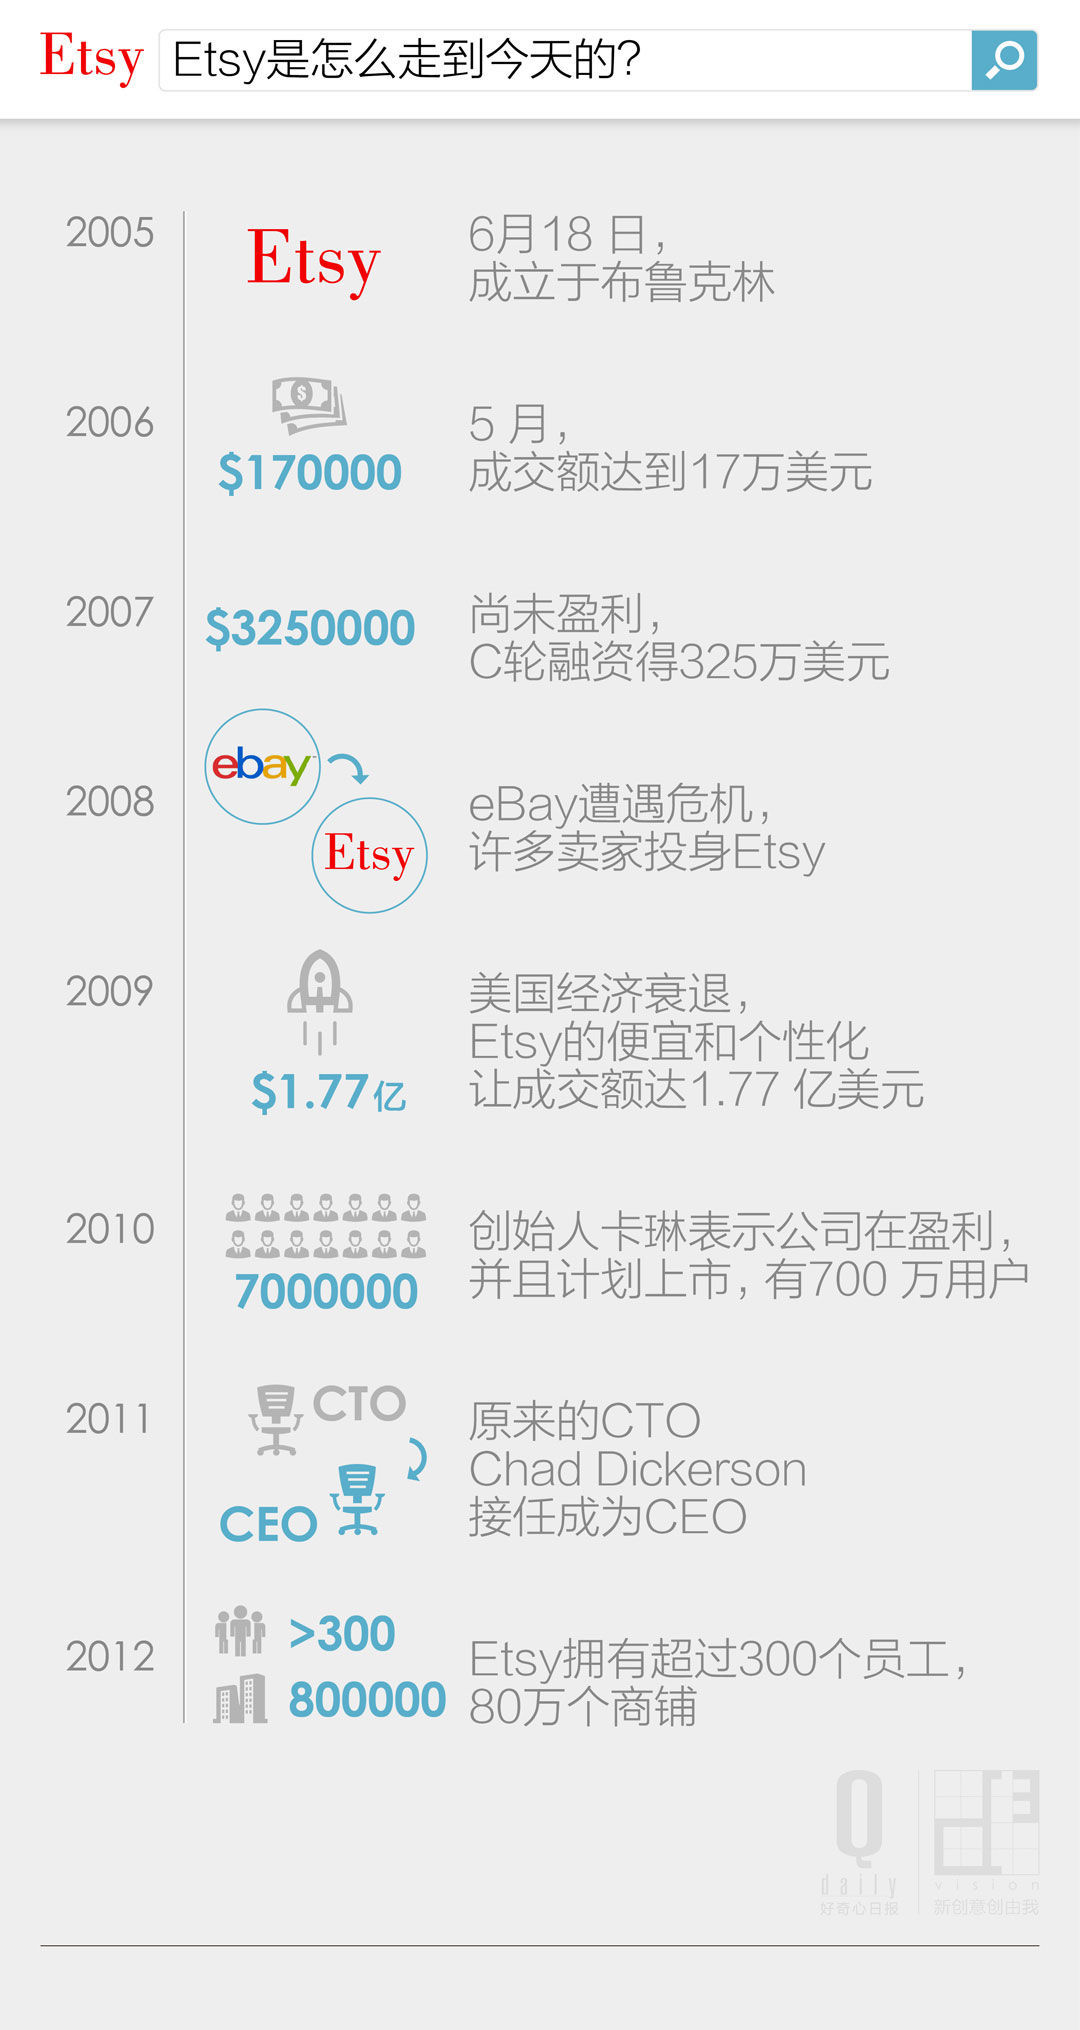 Etsy
Etsy是怎么走到今天的？
2005
Etsy
6月18 日，
成立于布鲁克林
2006
$170000
5 月，
成交额达到17万美元
2007
$3250000
尚未盈利，
C轮融资得325万美元
2008
ebay
Etsy
eBay遭遇危机，
许多卖家投身Etsy
2009
$1.77亿
美国经济衰退，
Etsy的便宜和个性化
让成交额达1.77 亿美元
2010
7000000
创始人卡琳表示公司在盈利，
并且计划上市，有700 万用户
2011
CTO
CEO
原来的CTO
Chad Dickerson
接任成为CEO
2012
>300
800000
Etsy拥有超过300个员工，
80万个商铺
Q
daily
好奇心日报
vision
新创意创由我